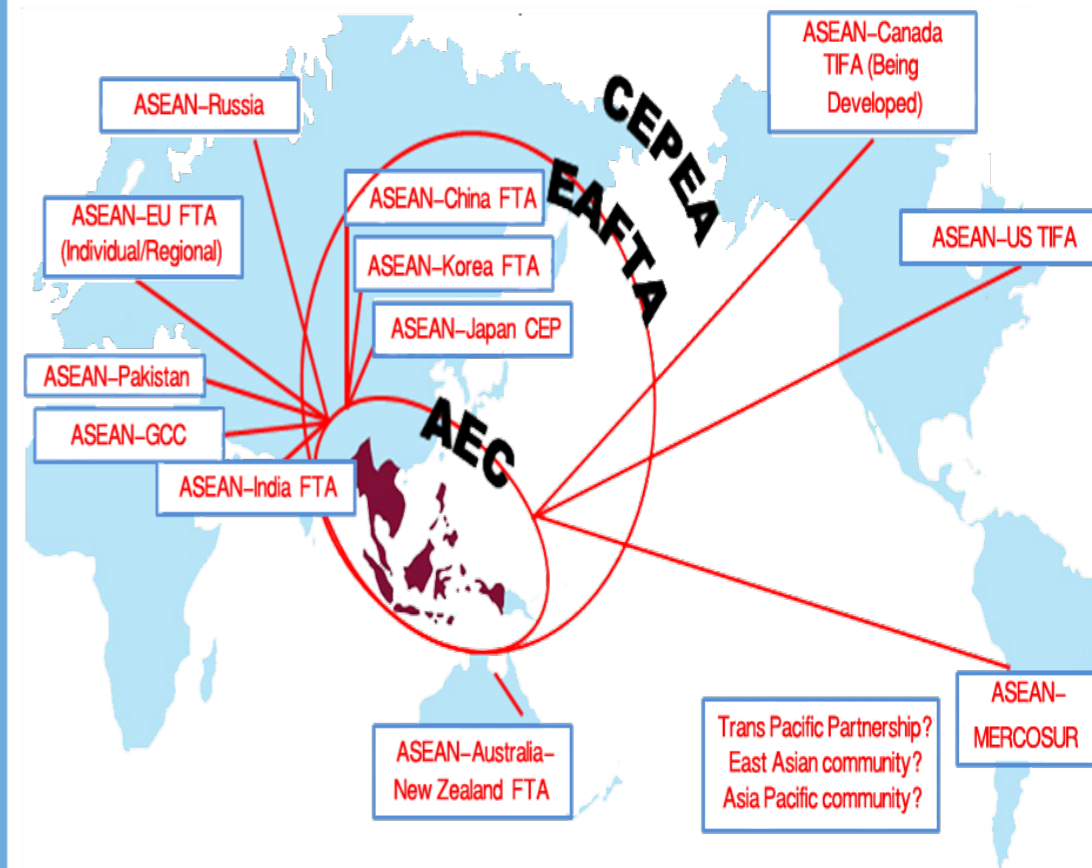 ASEAN–Canada
TIFA (Being
Developed)
ASEAN–Russia
CEPEA
EAFTA
ASEAN–China FTA
ASEAN–EU FTA
(Individual/Regional)
ASEAN–US TIFA
ASEAN–Korea FTA
ASEAN–Japan CEP
ASEAN–Pakistan
ASEAN–GCC
AEC
ASEAN–India FTA
ASEAN–
MERCOSUR
Trans Pacific Partnership?
East Asian community?
Asia Pacific community?
ASEAN–Australia–
New Zealand FTA